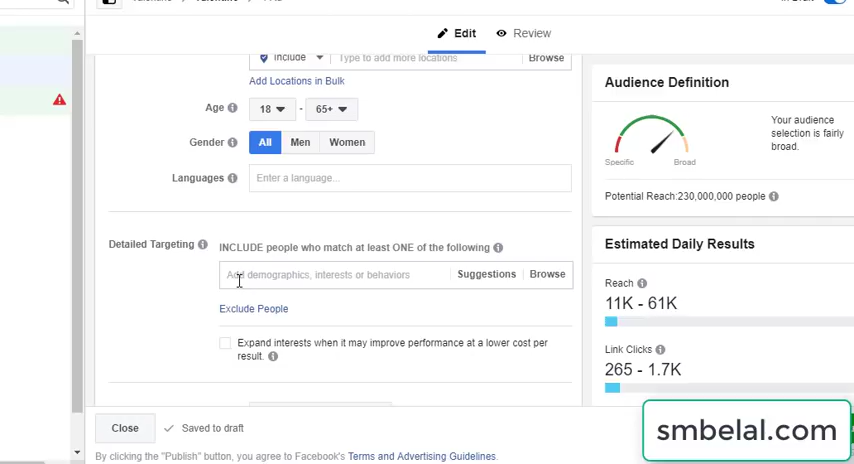 Edit
Review
Include
Type to add more locations
Browse
Add Locations in Bulk
Age
18
-
65+
Gender
All
Men
Women
Languages
Enter a language...
Detailed Targeting
INCLUDE people who match at least ONE of the following
Add demographics, interests or behaviors
Suggestions
Browse
Exclude People
Expand interests when it may improve performance at a lower cost per
result.
Close
Saved to draft
By clicking the "Publish" button, you agree to Facebook's Terms and Advertising Guidelines.
Audience Definition
Specific
Broad
Your audience
selection is fairly
broad.
Potential Reach:230,000,000 people
Estimated Daily Results
Reach
11K - 61K
Link Clicks
265 - 1.7K
smbelal.com